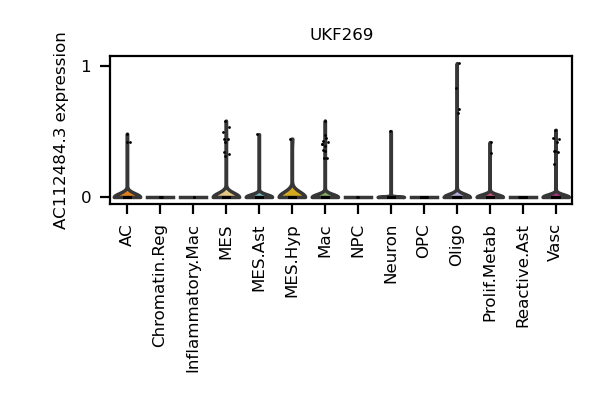 UKF269
AC112484.3 expression
1
0
AC
Chromatin.Reg
Inflammatory.Mac
MES
MES.Ast
MES.Hyp
Mac
NPC
Neuron
OPC
Oligo
Prolif.Metab
Reactive.Ast
Vasc